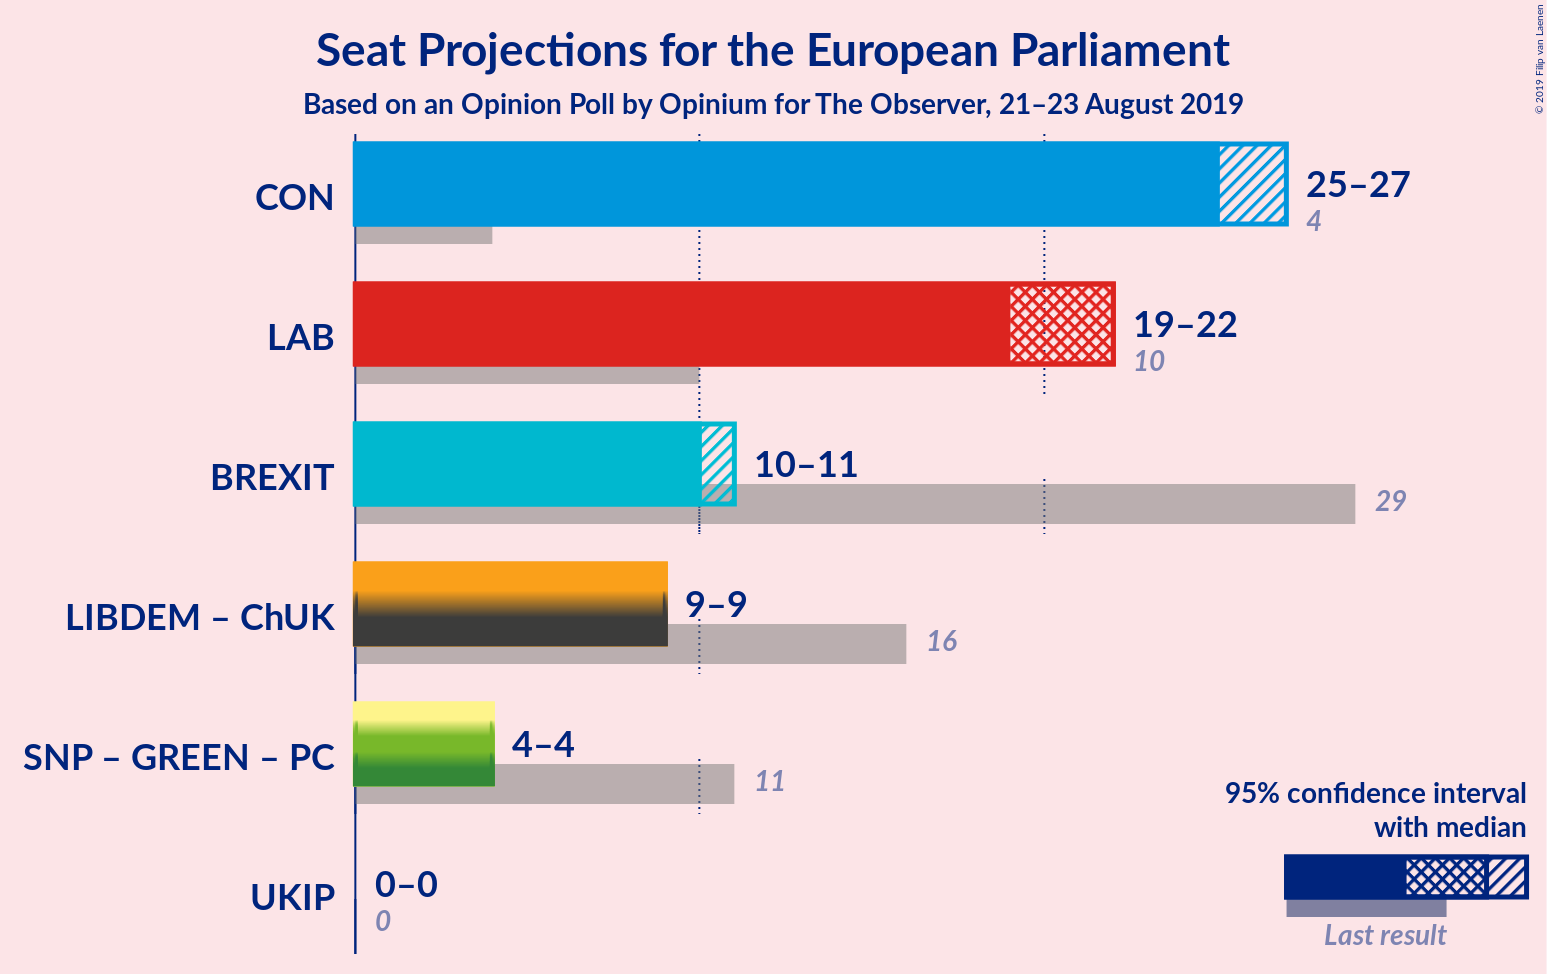 Seat Projections for the European Parliament
Based on an Opinion Poll by Opinium for The Observer, 21–23 August 2019
© 2019 Filip van Laenen
CON
25–27
4
LAB
19–22
10
BREXIT
10–11
29
LIBDEM – ChUK
9–9
16
SNP – GREEN – PC
4–4
11
UKIP
0–0
0
95% confidence interval
with median
Last result